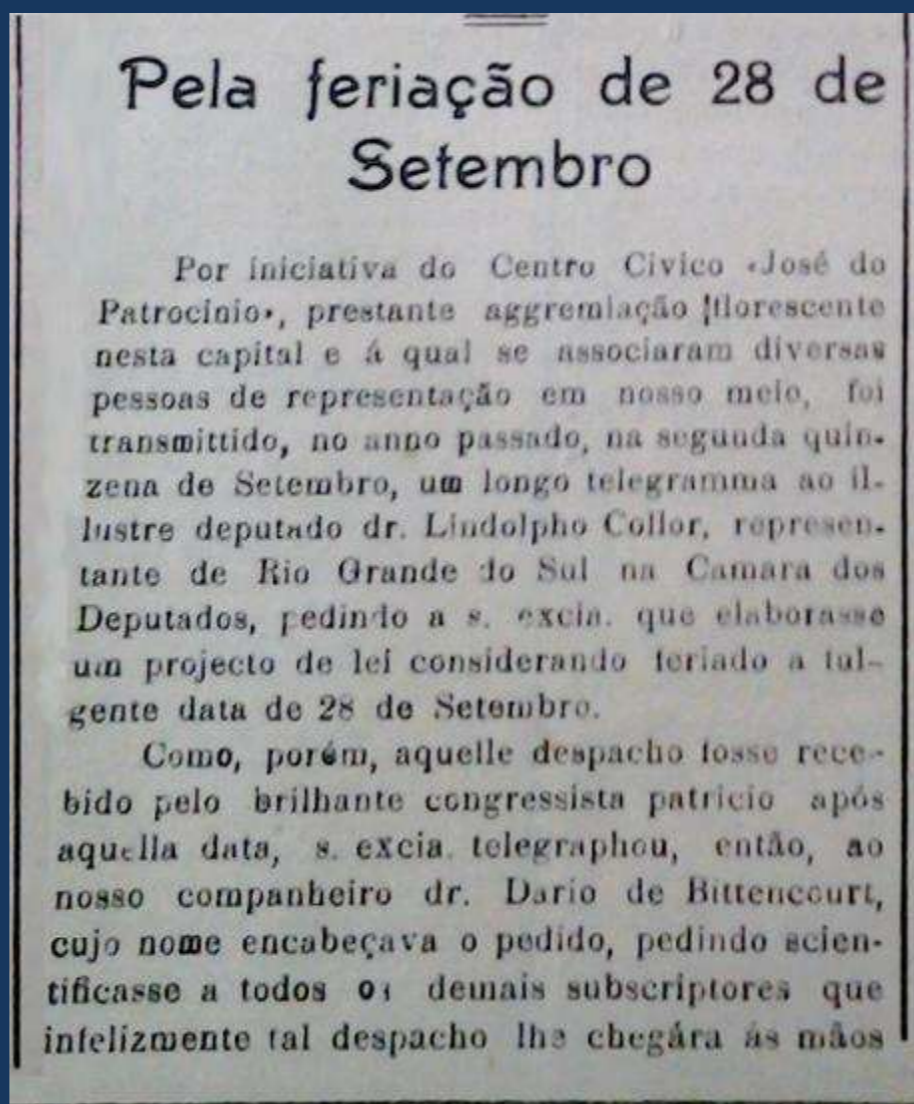 Pela feriação de 28 de
Setembro
Por iniciativa do Centro Civico «José do
Patrocinio», prestante aggremiação florescente
nesta capital e á qual se associaram diversas
pessoas de representação em nosso meio, foi
transmittido, no anno passado, na segunda quin-
zena de Setembro, um longo telegramma ao il-
lustre deputado dr. Lindolpho Collor, represen-
tante de Rio Grande do Sul na Camara dos
Deputados, pedindo a s. excia. que elaborasse
um projecto de lei considerando feriado a ful-
gente data de 28 de Setembro.
Como, porém, aquelle despacho fosse rece-
bido pelo brilhante congressista patricio após
aquella data, s. excia. telegraphou, então, ao
nosso companheiro dr. Dario de Bittencourt,
cujo nome encabeçava o pedido, pedindo scien-
tificasse a todos os demais subscriptores que
infelizmente tal despacho lhe chegára ás mãos